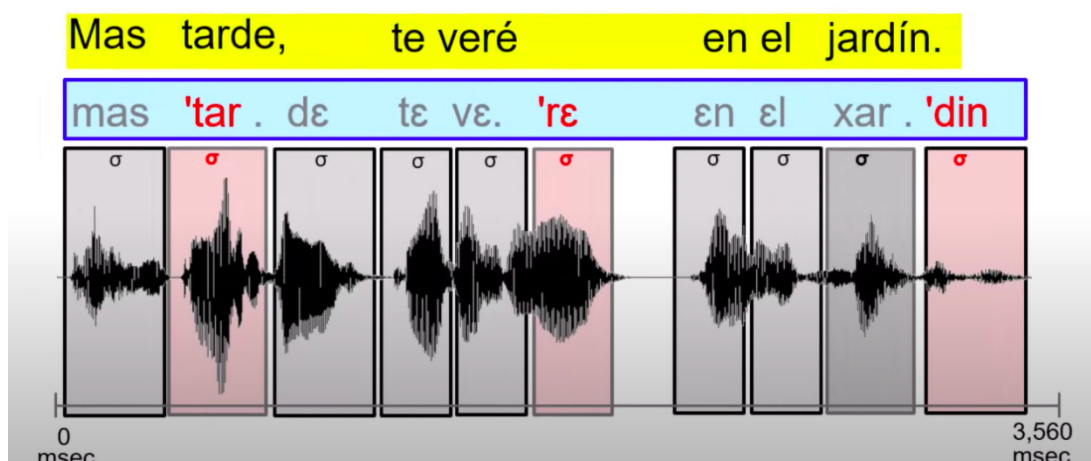 Mas tarde, te veré en el jardín.
mas 'tar . dɛ tɛ vɛ. 'rɛ ɛn ɛl xar . 'din
σ σ σ σ σ σ σ σ σ σ
0 3,560
msec msec